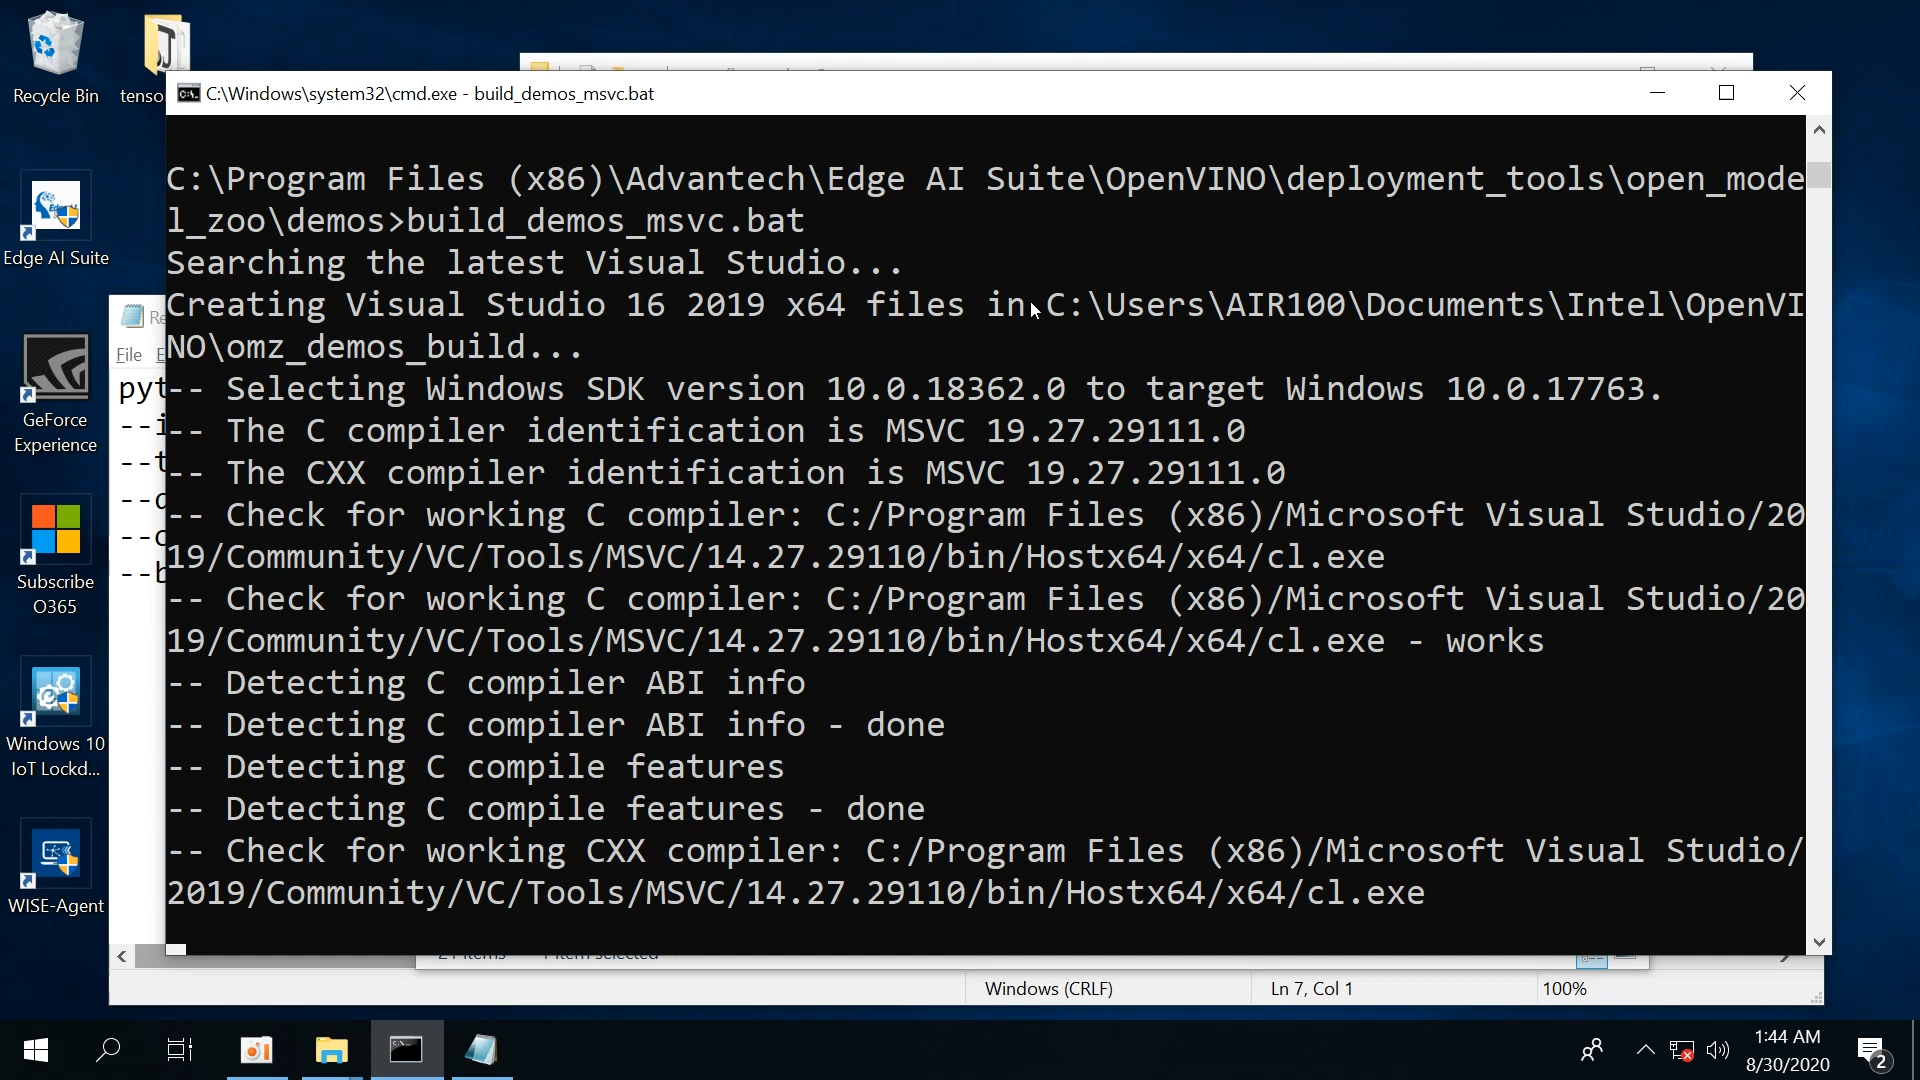 Recycle Bin
tenso
C:\Windows\system32\cmd.exe - build_demos_msvc.bat
C:\Program Files (x86)\Advantech\Edge AI Suite\OpenVINO\deployment_tools\open_mode
l_zoo\demos>build_demos_msvc.bat
Searching the latest Visual Studio...
Creating Visual Studio 16 2019 x64 files in C:\Users\AIR100\Documents\Intel\OpenVI
NO\omz_demos_build...
-- Selecting Windows SDK version 10.0.18362.0 to target Windows 10.0.17763.
-- The C compiler identification is MSVC 19.27.29111.0
-- The CXX compiler identification is MSVC 19.27.29111.0
-- Check for working C compiler: C:/Program Files (x86)/Microsoft Visual Studio/20
19/Community/VC/Tools/MSVC/14.27.29110/bin/Hostx64/x64/cl.exe
-- Check for working C compiler: C:/Program Files (x86)/Microsoft Visual Studio/20
19/Community/VC/Tools/MSVC/14.27.29110/bin/Hostx64/x64/cl.exe - works
-- Detecting C compiler ABI info
-- Detecting C compiler ABI info - done
-- Detecting C compile features
-- Detecting C compile features - done
-- Check for working CXX compiler: C:/Program Files (x86)/Microsoft Visual Studio/
2019/Community/VC/Tools/MSVC/14.27.29110/bin/Hostx64/x64/cl.exe
Edge AI Suite
GeForce
Experience
Subscribe
O365
Windows 10
IoT Lockd...
WISE-Agent
Re
File E
pyt
--i
--t
--b
Windows (CRLF)
Ln 7, Col 1
100%
1:44 AM
8/30/2020
2